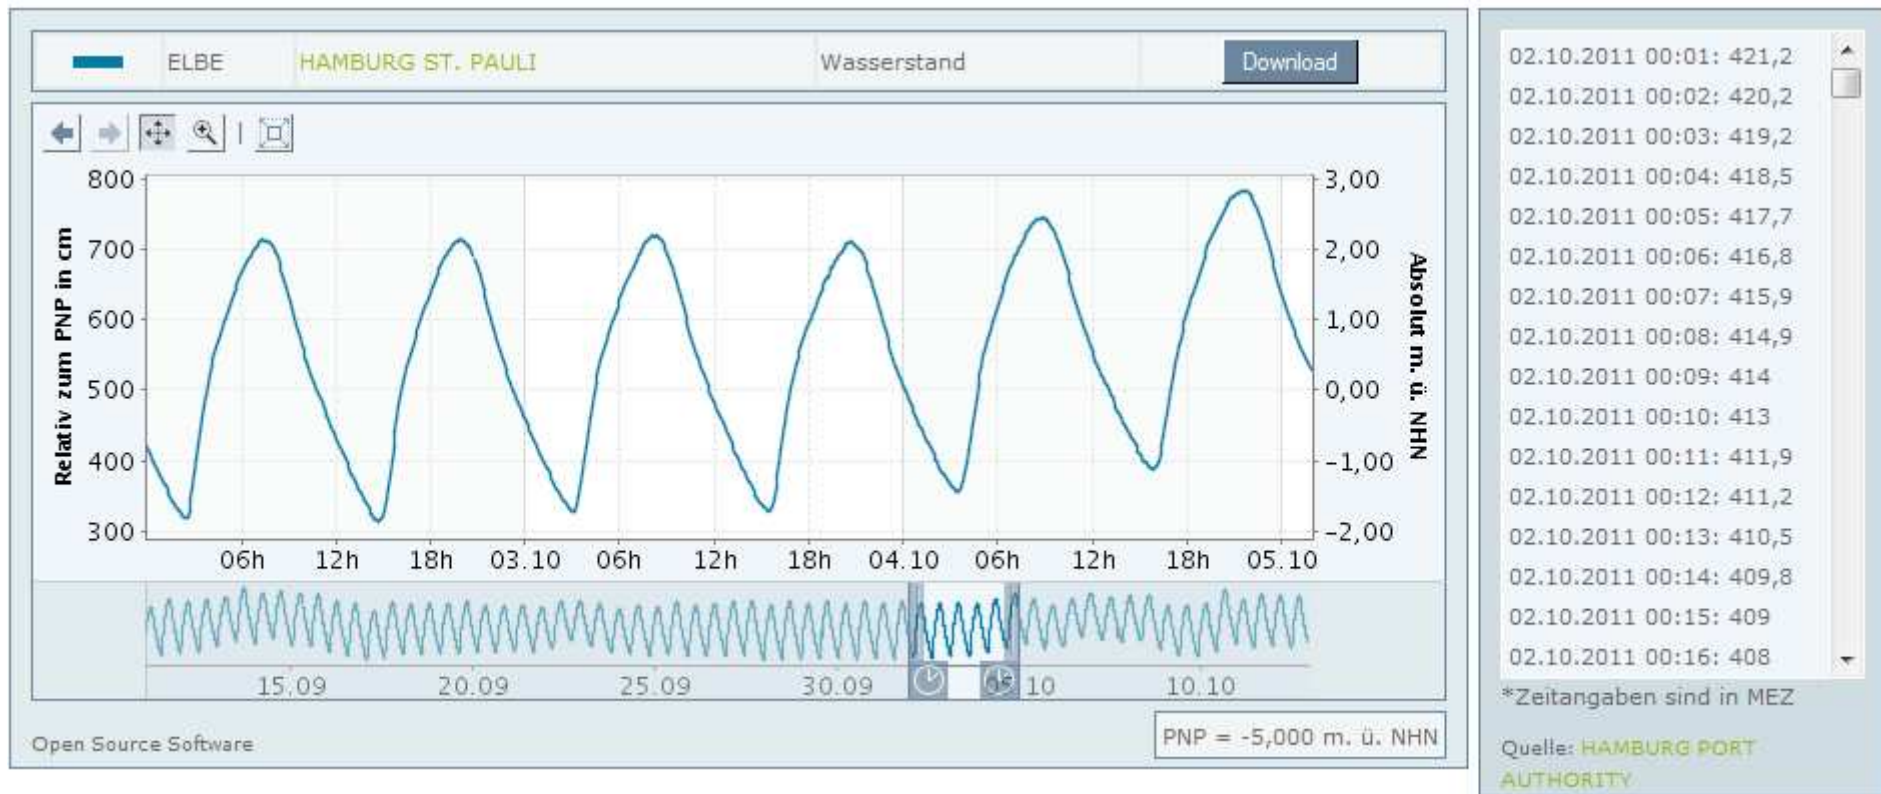 ELBE HAMBURG ST. PAULI Wasserstand Download
Relativ zum PNP in cm
800
700
600
500
400
300
3,00
2,00
1,00
0,00
−1,00
−2,00
Absolut m. ü. NHN
06h 12h 18h 03.10 06h 12h 18h 04.10 06h 12h 18h 05.10
15.09 20.09 25.09 30.09 05.10 10.10
PNP = -5,000 m. ü. NHN
Open Source Software
02.10.2011 00:01: 421,2
02.10.2011 00:02: 420,2
02.10.2011 00:03: 419,2
02.10.2011 00:04: 418,5
02.10.2011 00:05: 417,7
02.10.2011 00:06: 416,8
02.10.2011 00:07: 415,9
02.10.2011 00:08: 414,9
02.10.2011 00:09: 414
02.10.2011 00:10: 413
02.10.2011 00:11: 411,9
02.10.2011 00:12: 411,2
02.10.2011 00:13: 410,5
02.10.2011 00:14: 409,8
02.10.2011 00:15: 409
02.10.2011 00:16: 408
*Zeitangaben sind in MEZ
Quelle: HAMBURG PORT
AUTHORITY